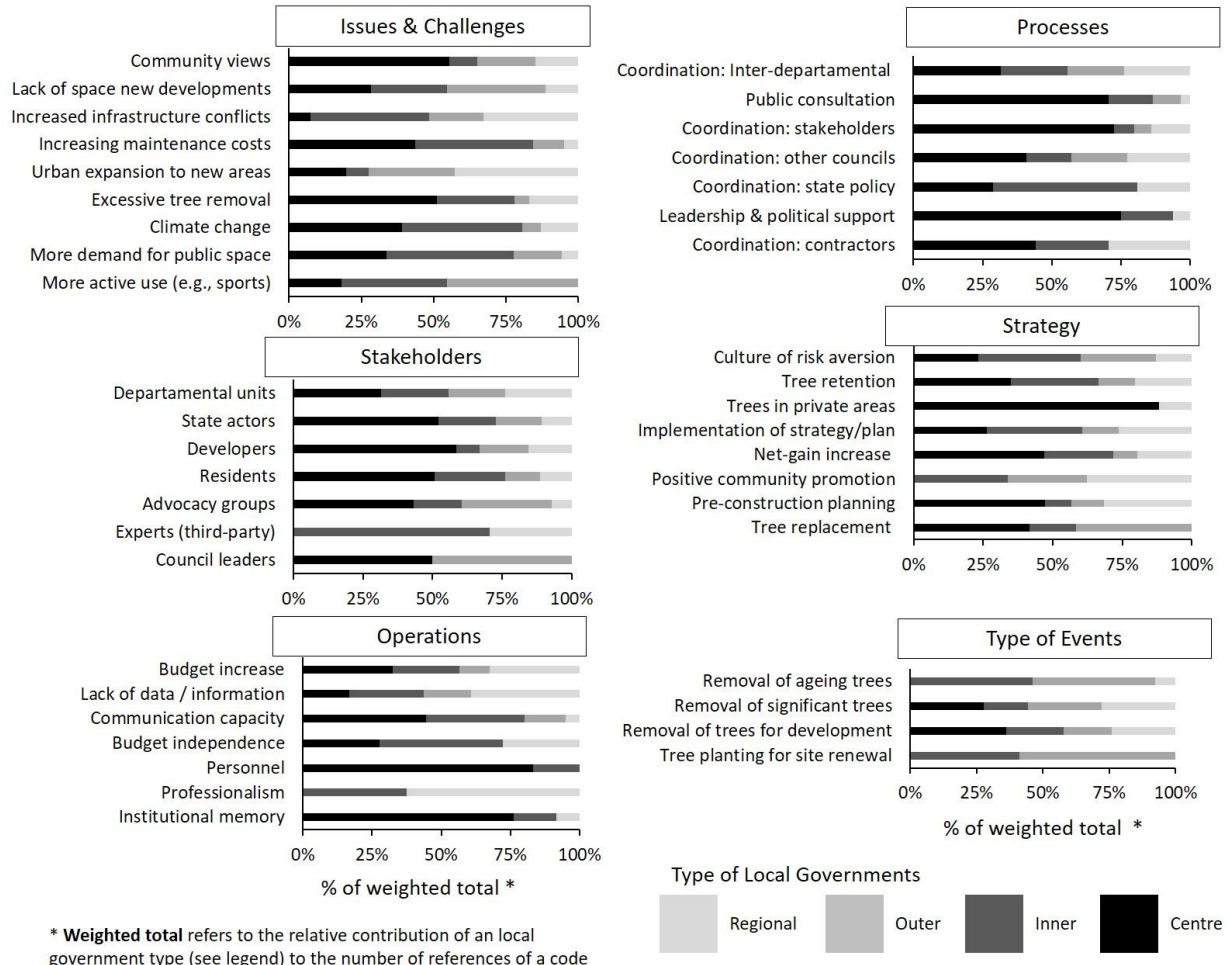 Issues & Challenges
Community views
Lack of space new developments
Increased infrastructure conflicts
Increasing maintenance costs
Urban expansion to new areas
Excessive tree removal
Climate change
More demand for public space
More active use (e.g., sports)
0% 25% 50% 75% 100%
Stakeholders
Departamental units
State actors
Developers
Residents
Advocacy groups
Experts (third-party)
Council leaders
0% 25% 50% 75% 100%
Operations
Budget increase
Lack of data / information
Communication capacity
Budget independence
Personnel
Professionalism
Institutional memory
0% 25% 50% 75% 100%
% of weighted total *
* Weighted total refers to the relative contribution of an local
government type (see legend) to the number of references of a code
Processes
Coordination: Inter-departamental
Public consultation
Coordination: stakeholders
Coordination: other councils
Coordination: state policy
Leadership & political support
Coordination: contractors
0% 25% 50% 75% 100%
Strategy
Culture of risk aversion
Tree retention
Trees in private areas
Implementation of strategy/plan
Net-gain increase
Positive community promotion
Pre-construction planning
Tree replacement
0% 25% 50% 75% 100%
Type of Events
Removal of ageing trees
Removal of significant trees
Removal of trees for development
Tree planting for site renewal
0% 25% 50% 75% 100%
% of weighted total *
Type of Local Governments
Regional Outer Inner Centre